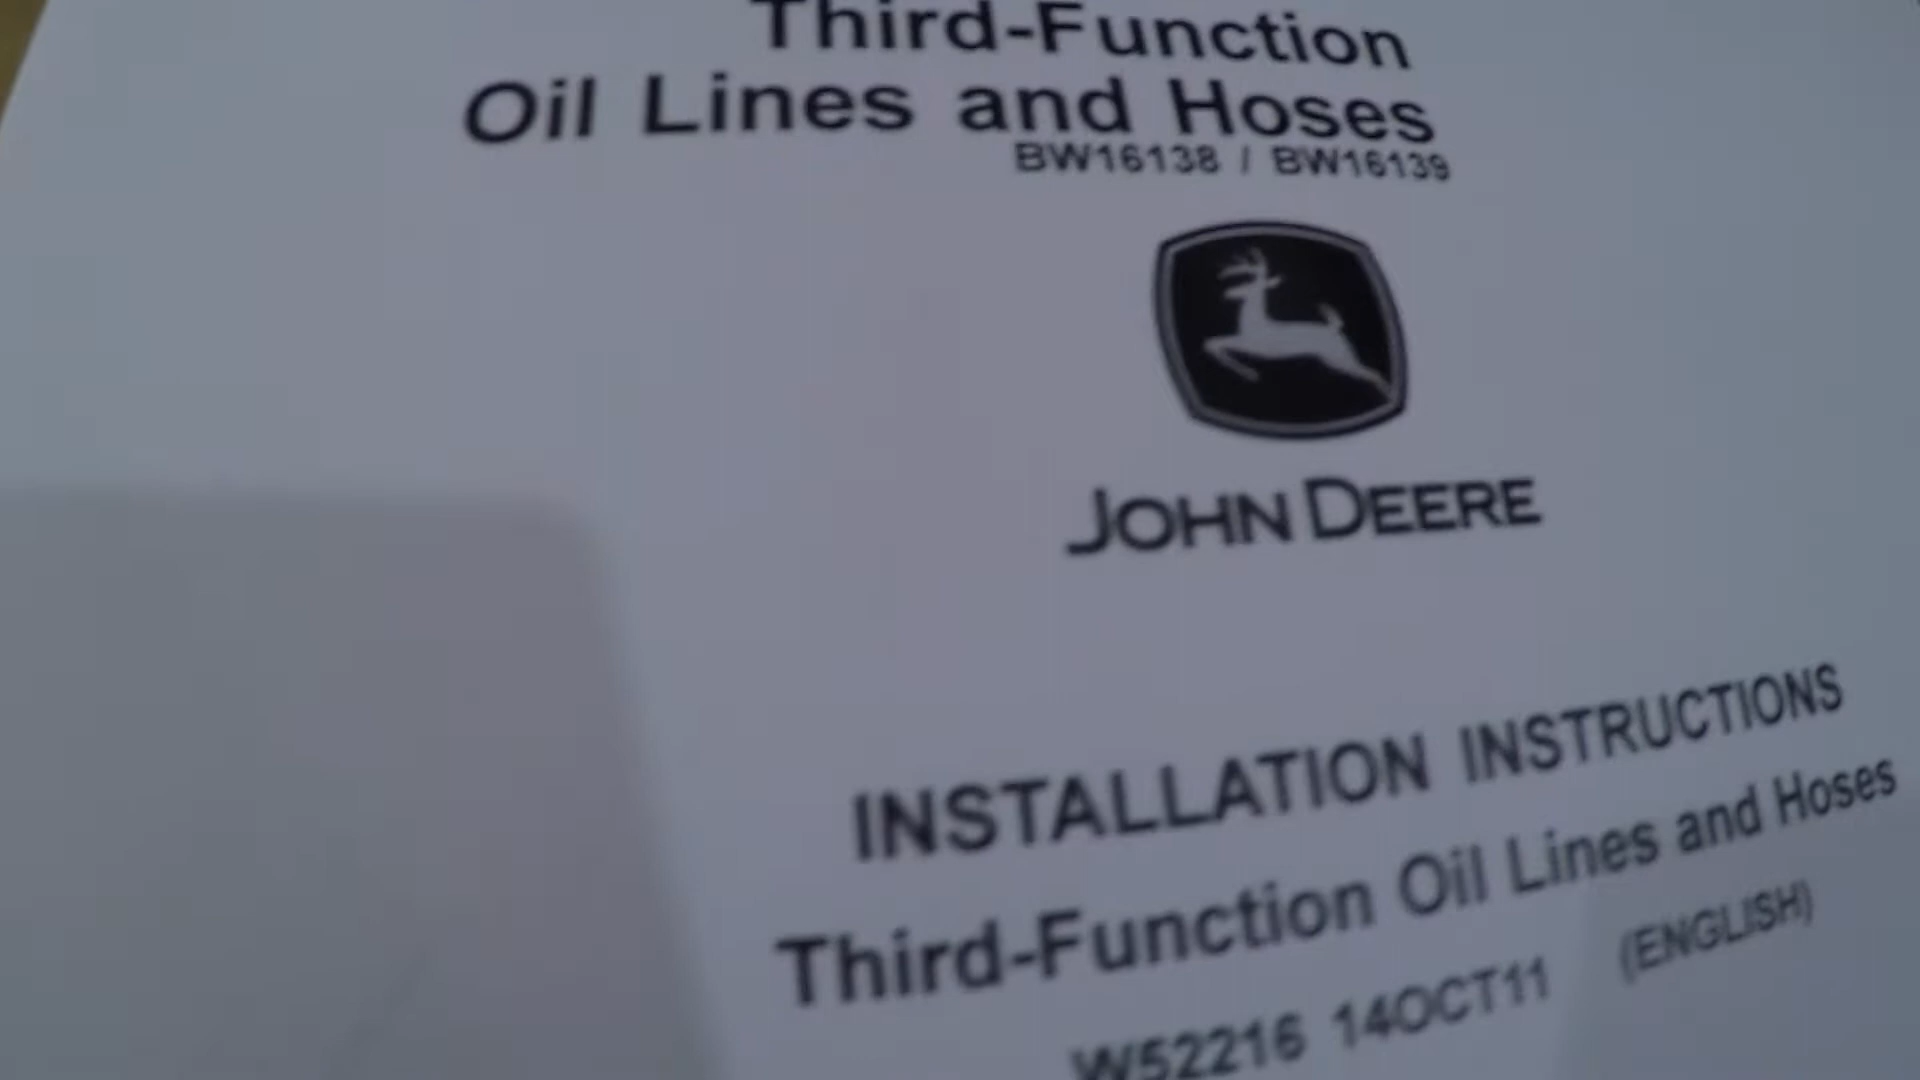 Third-Function
Oil Lines and Hoses
BW16138 / BW16139
JOHN DEERE
INSTALLATION INSTRUCTIONS
Third-Function Oil Lines and Hoses
W52216 14OCT11 (ENGLISH)